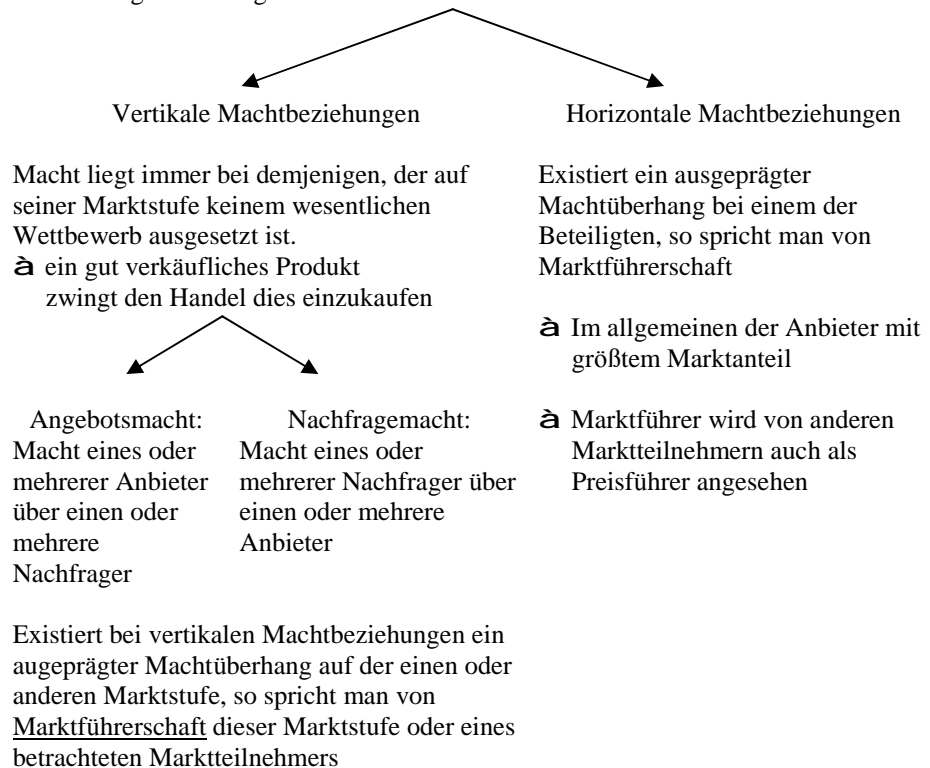 Vertikale Machtbeziehungen
Macht liegt immer bei demjenigen, der auf
seiner Marktstufe keinem wesentlichen
Wettbewerb ausgesetzt ist.
à ein gut verkäufliches Produkt
zwingt den Handel dies einzukaufen
Angebotsmacht:
Macht eines oder
mehrerer Anbieter
über einen oder
mehrere
Nachfrager
Nachfragemacht:
Macht eines oder
mehrerer Nachfrager über
einen oder mehrere
Anbieter
Existiert bei vertikalen Machtbeziehungen ein
augeprägter Machtüberhang auf der einen oder
anderen Marktstufe, so spricht man von
Marktführerschaft dieser Marktstufe oder eines
betrachteten Marktteilnehmers
Horizontale Machtbeziehungen
Existiert ein ausgeprägter
Machtüberhang bei einem der
Beteiligten, so spricht man von
Marktführerschaft
à Im allgemeinen der Anbieter mit
größtem Marktanteil
à Marktführer wird von anderen
Marktteilnehmern auch als
Preisführer angesehen